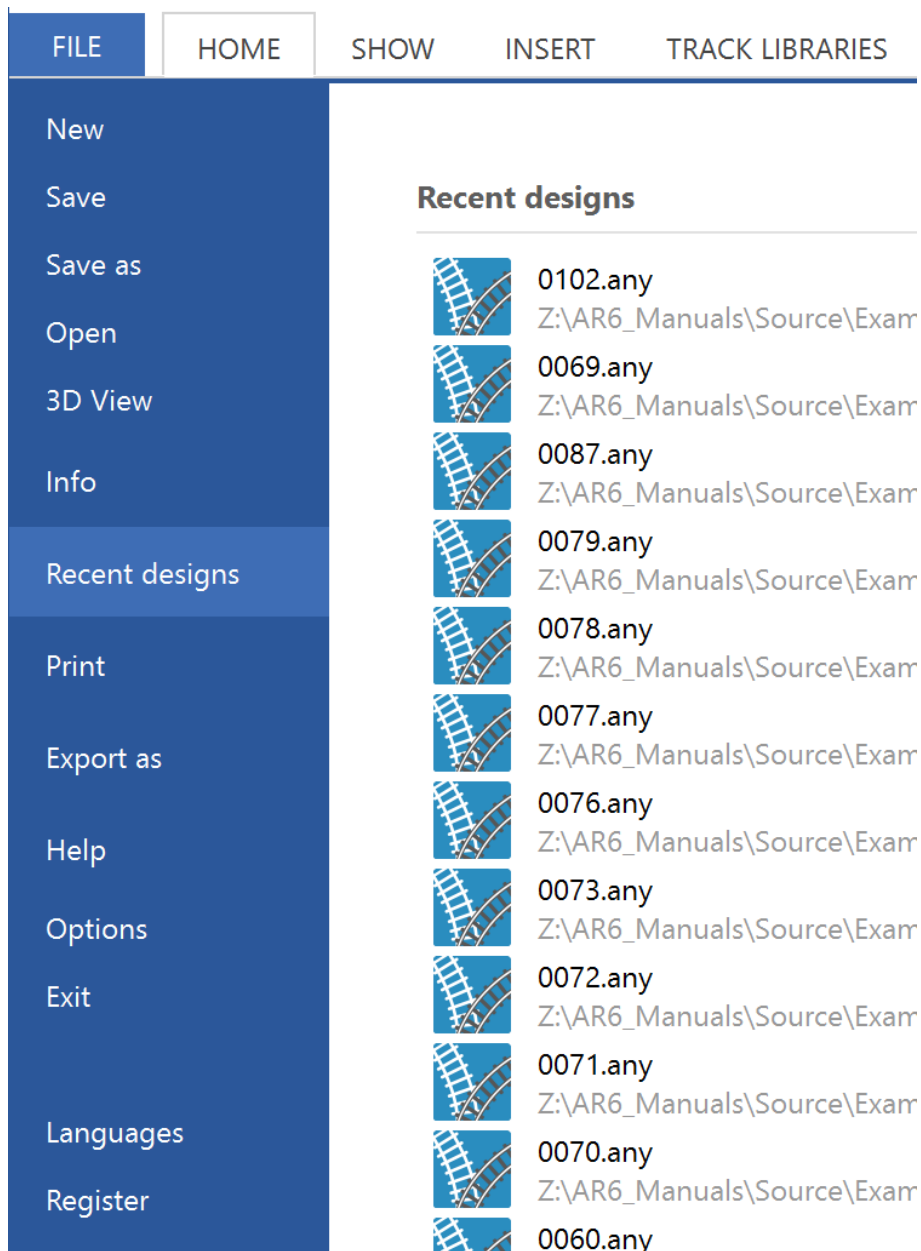 FILE HOME SHOW INSERT TRACK LIBRARIES
New
Save
Save as
Open
3D View
Info
Recent designs
Print
Export as
Help
Options
Exit
Languages
Register
Recent designs
0102.any
Z:\AR6_Manuals\Source\Exam
0069.any
Z:\AR6_Manuals\Source\Exam
0087.any
Z:\AR6_Manuals\Source\Exam
0079.any
Z:\AR6_Manuals\Source\Exam
0078.any
Z:\AR6_Manuals\Source\Exam
0077.any
Z:\AR6_Manuals\Source\Exam
0076.any
Z:\AR6_Manuals\Source\Exam
0073.any
Z:\AR6_Manuals\Source\Exam
0072.any
Z:\AR6_Manuals\Source\Exam
0071.any
Z:\AR6_Manuals\Source\Exam
0070.any
Z:\AR6_Manuals\Source\Exam
0060.any